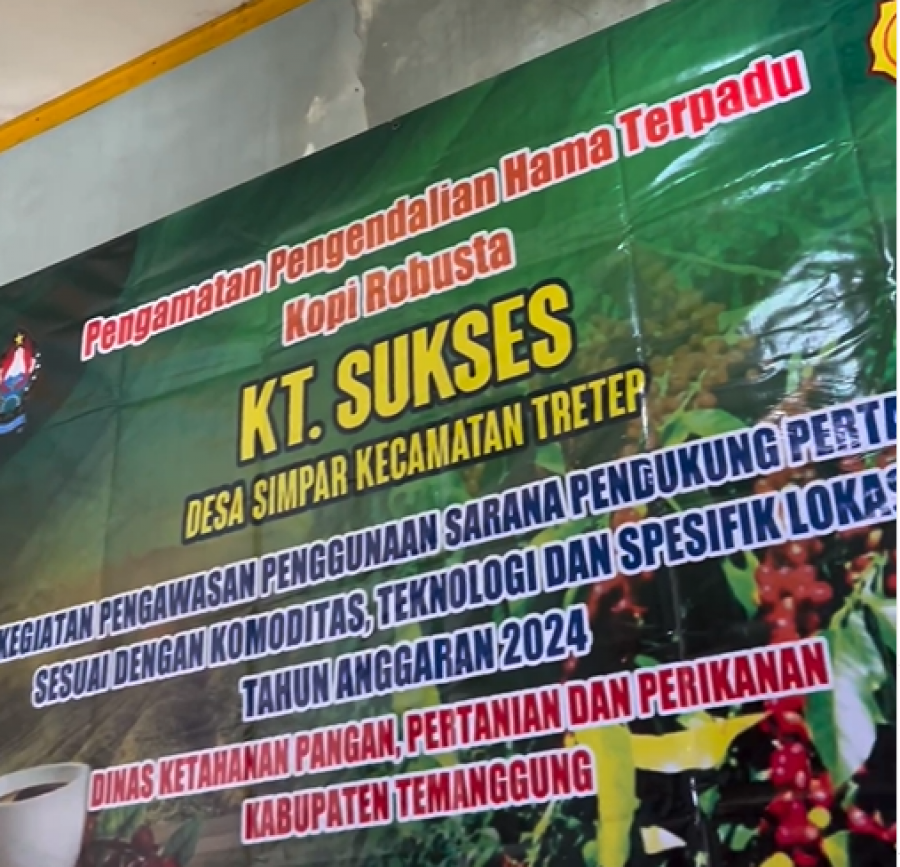 Pengamatan Pengendalian Hama Terpadu
Kopi Robusta
KT. SUKSES
DESA SIMPAR KECAMATAN TRETEP
KEGIATAN PENGAWASAN PENGGUNAAN SARANA PENDUKUNG
SESUAI DENGAN KOMODITAS, TEKNOLOGI DAN SPESIFIK
TAHUN ANGGARAN 2024
DINAS KETAHANAN PANGAN, PERTANIAN DAN PERIKANAN
KABUPATEN TEMANGGUNG